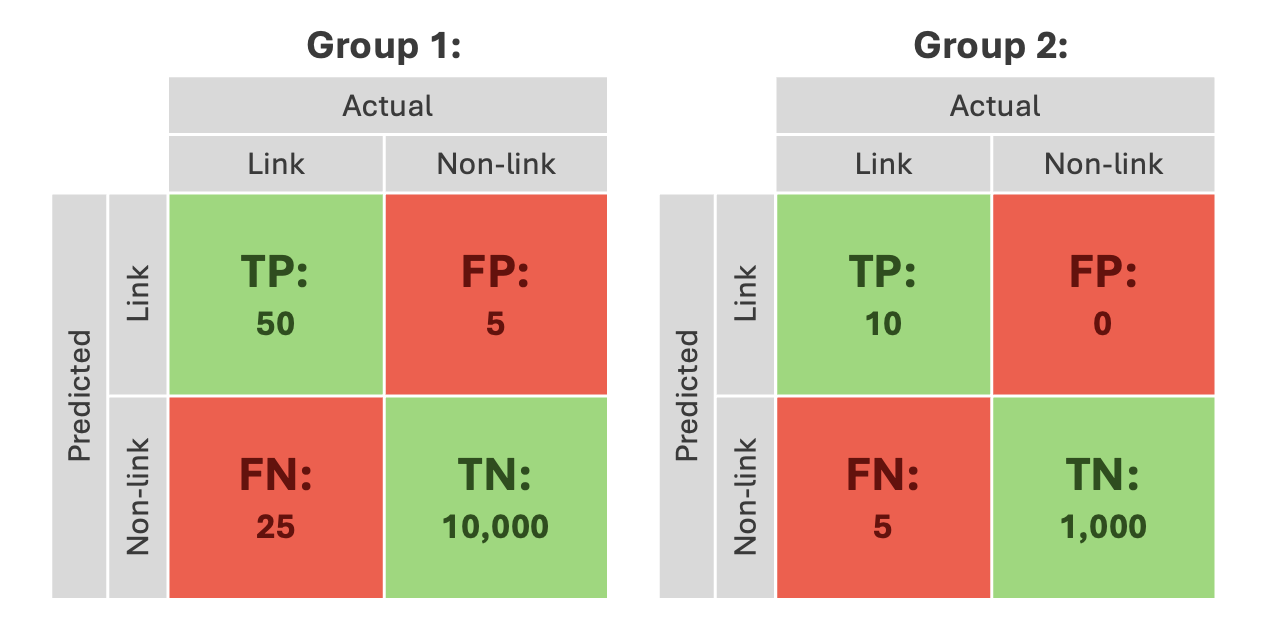 Group 1:
Actual
Link
Non-link
Predicted
Link
TP:
50
FP:
5
Non-link
FN:
25
TN:
10,000
Group 2:
Actual
Link
Non-link
Predicted
Link
TP:
10
FP:
0
Non-link
FN:
5
TN:
1,000